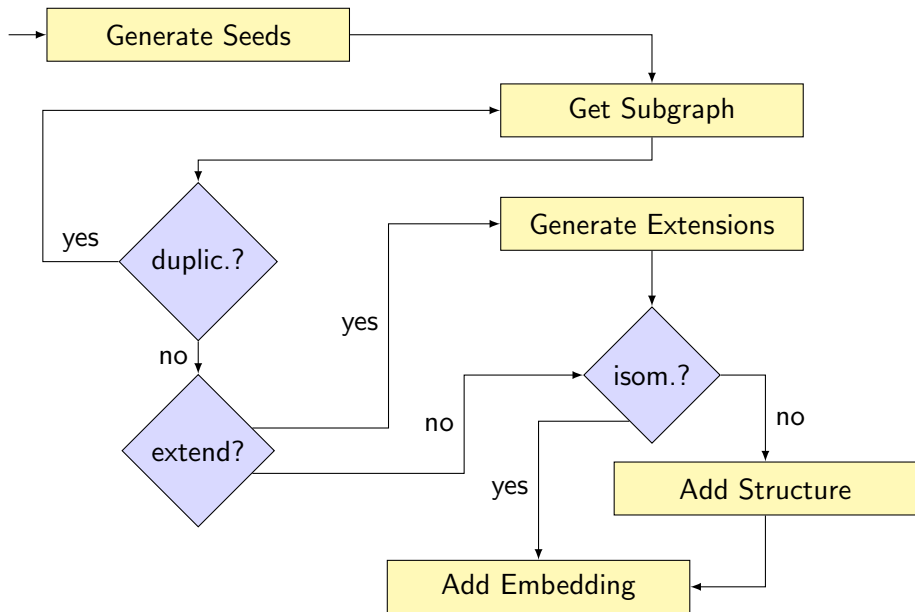 Generate Seeds
Get Subgraph
yes
duplic.?
Generate Extensions
yes
no
isom.?
no
no
extend?
yes
Add Structure
Add Embedding